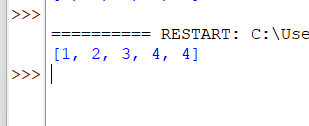 >>>
========== RESTART: C:\Use
[1, 2, 3, 4, 4]
>>>